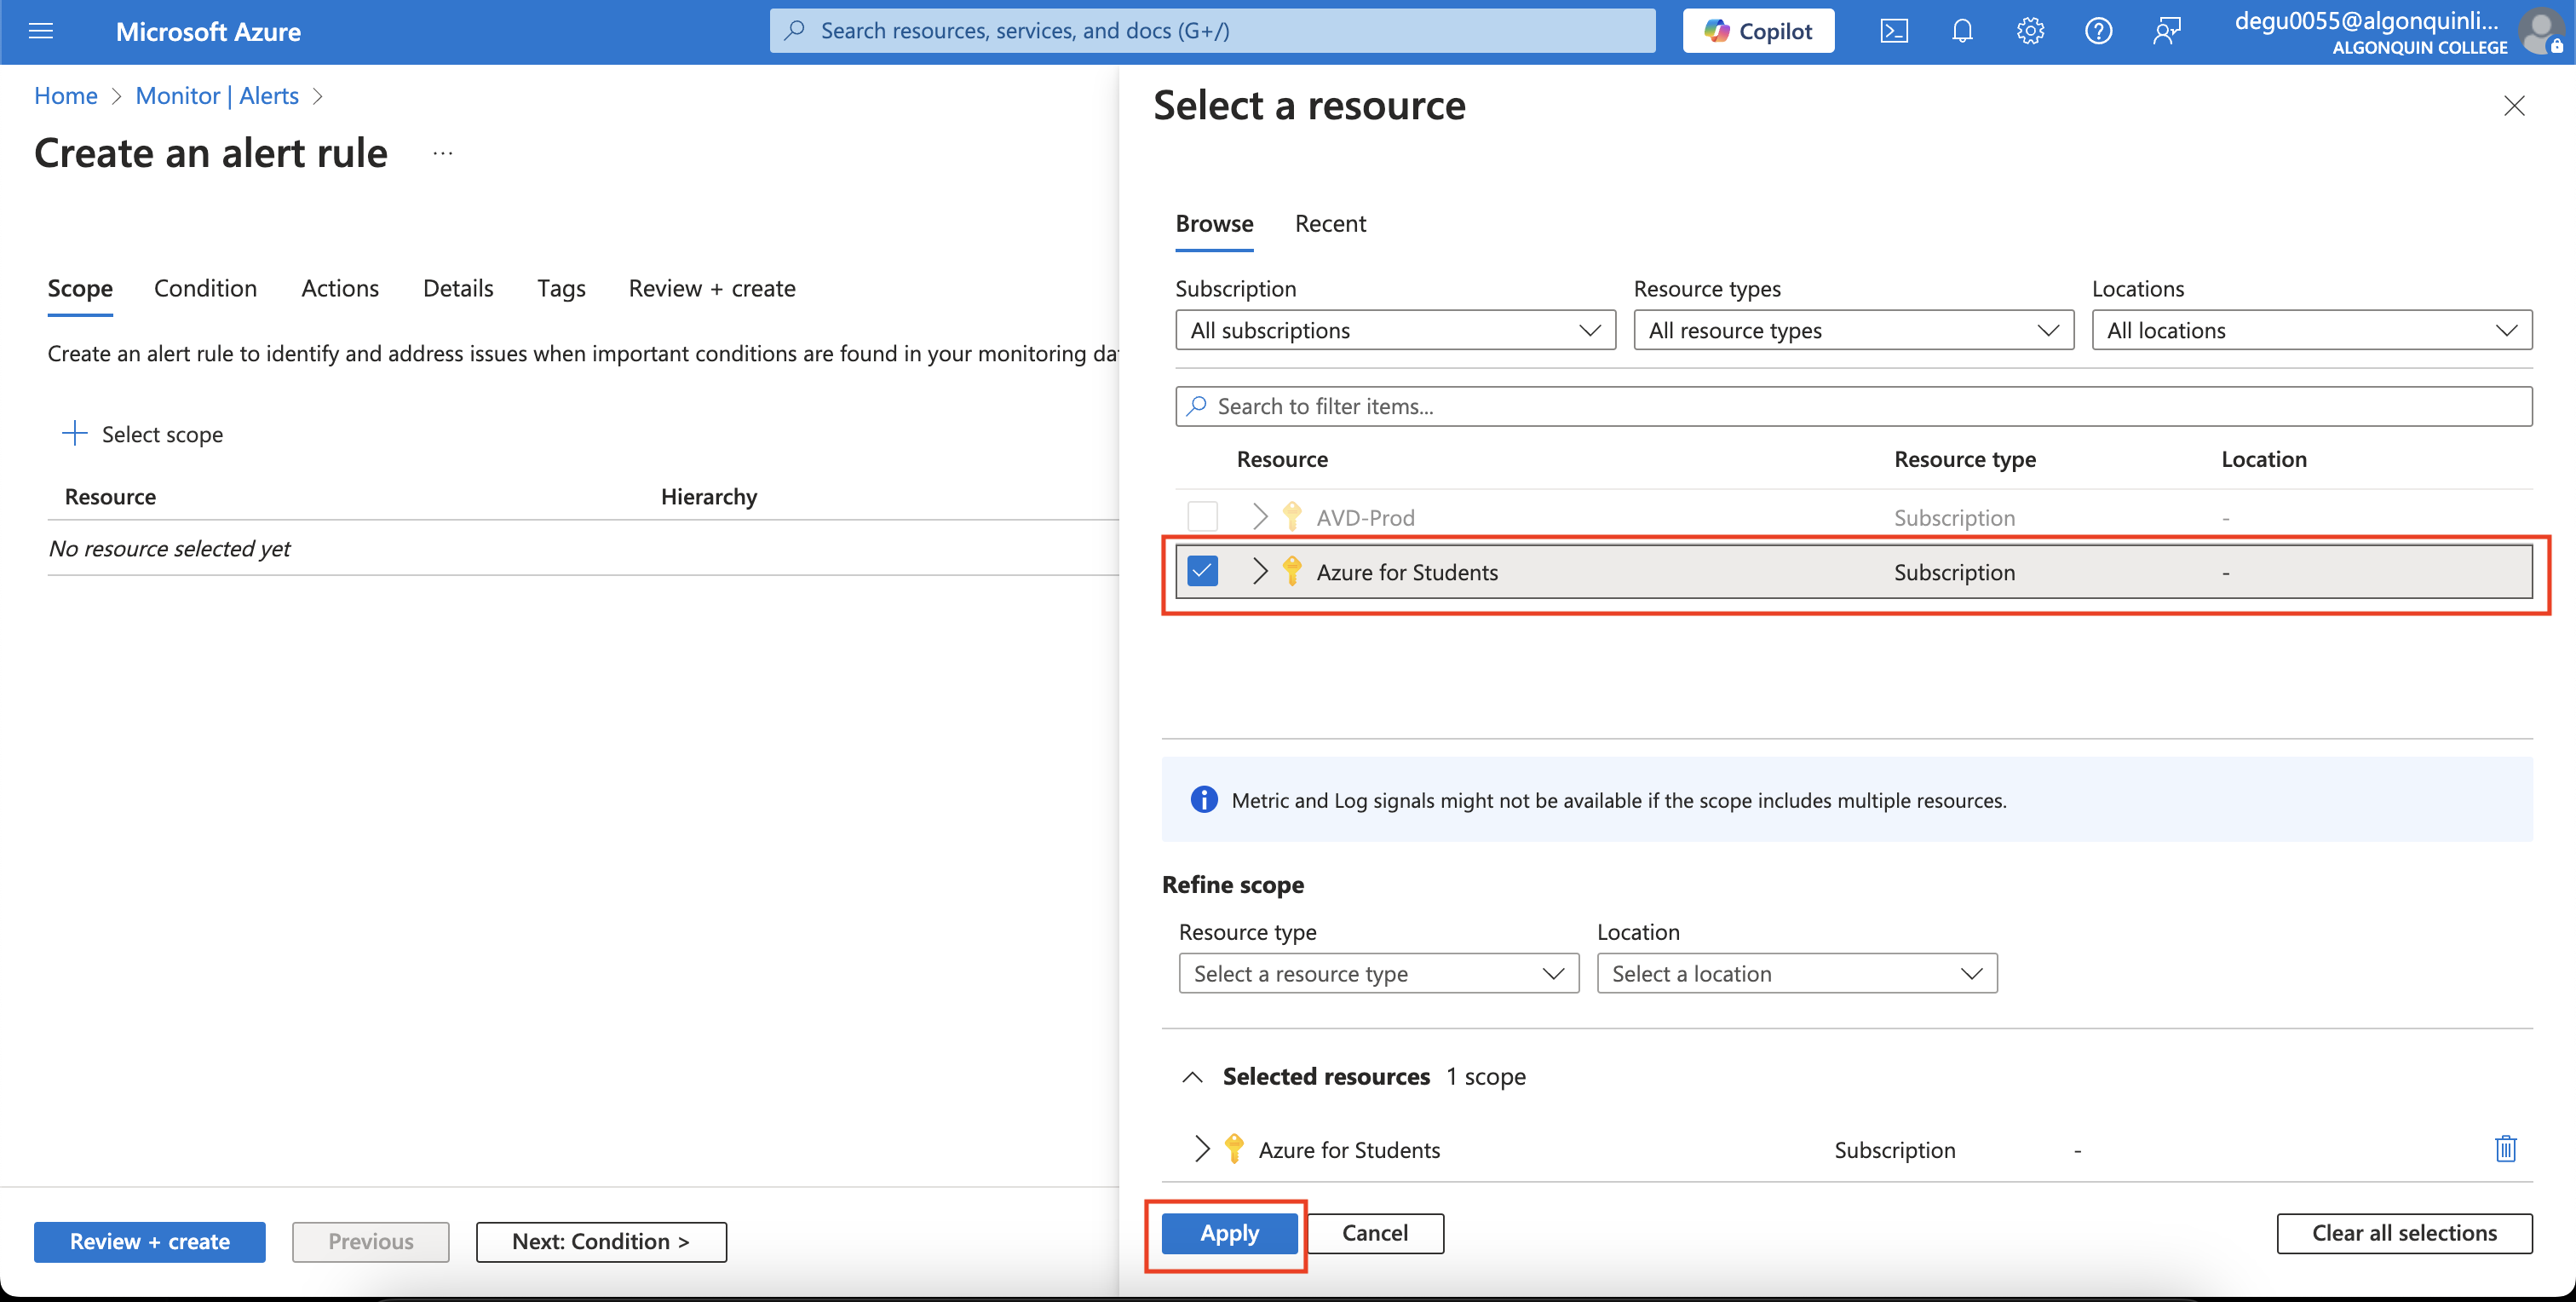 Microsoft Azure
Search resources, services, and docs (G+/)
Copilot
degu0055@algonquinli...
ALGONQUIN COLLEGE
Home > Monitor | Alerts >
Create an alert rule ...
Scope Condition Actions Details Tags Review + create
Create an alert rule to identify and address issues when important conditions are found in your monitoring da
+ Select scope
Resource Hierarchy
No resource selected yet
Review + create Previous Next: Condition >
Select a resource
Browse Recent
Subscription Resource types Locations
All subscriptions All resource types All locations
Search to filter items...
Resource Resource type Location
AVD-Prod Subscription -
Azure for Students Subscription -
Metric and Log signals might not be available if the scope includes multiple resources.
Refine scope
Resource type Location
Select a resource type Select a location
Selected resources 1 scope
Azure for Students Subscription -
Apply Cancel Clear all selections